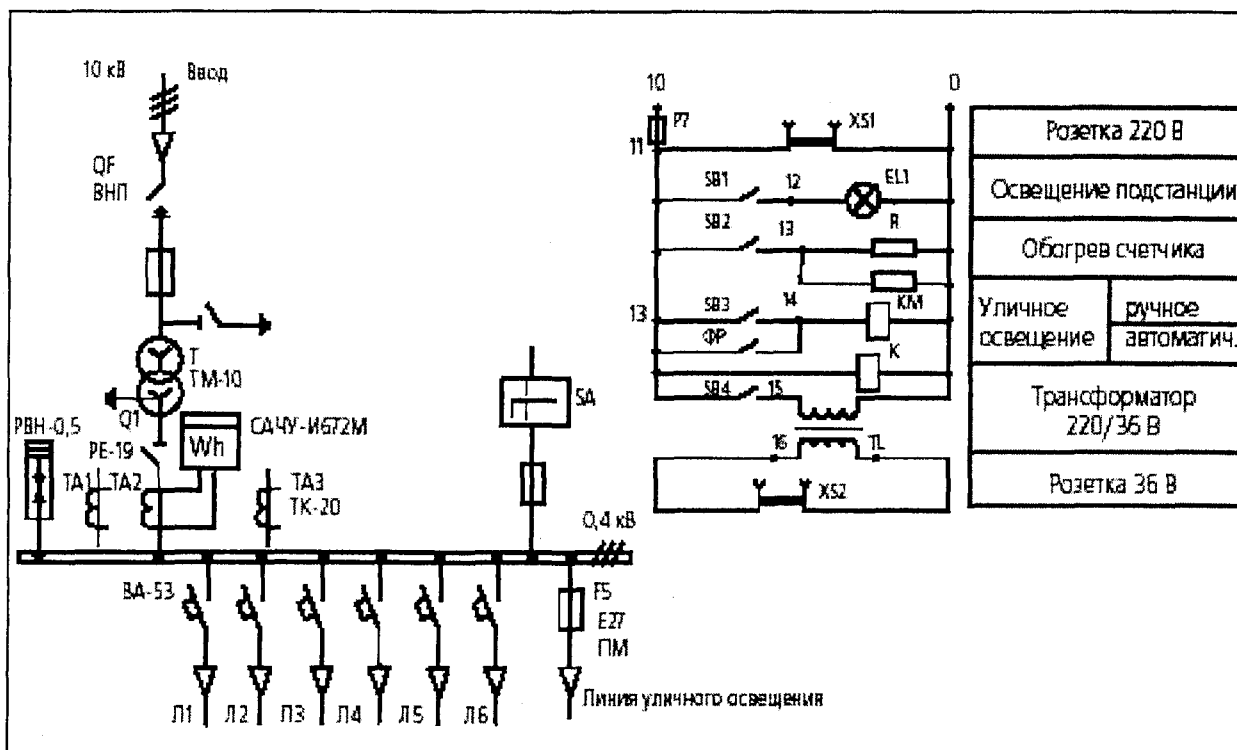 10 кВ
Ввод
QF
ВНП
T
ТМ-10
Q1
РВН-0,5
РЕ-19
САЧУ-И672М
Wh
ТА1
ТА2
ТА3
ТК-20
SA
0,4 кВ
ВА-53
F5
Е27
ПМ
Л1
Л2
Л3
Л4
Л5
Л6
Линия уличного освещения
10
0
P7
XS1
11
Розетка 220 В
SB1
12
EL1
Освещение подстанции
SB2
13
R
Обогрев счетчика
KM
13
SB3
14
Уличное
освещение
ручное
автоматич.
ФР
K
SB4
15
Трансформатор
220/36 В
16
TL
XS2
Розетка 36 В